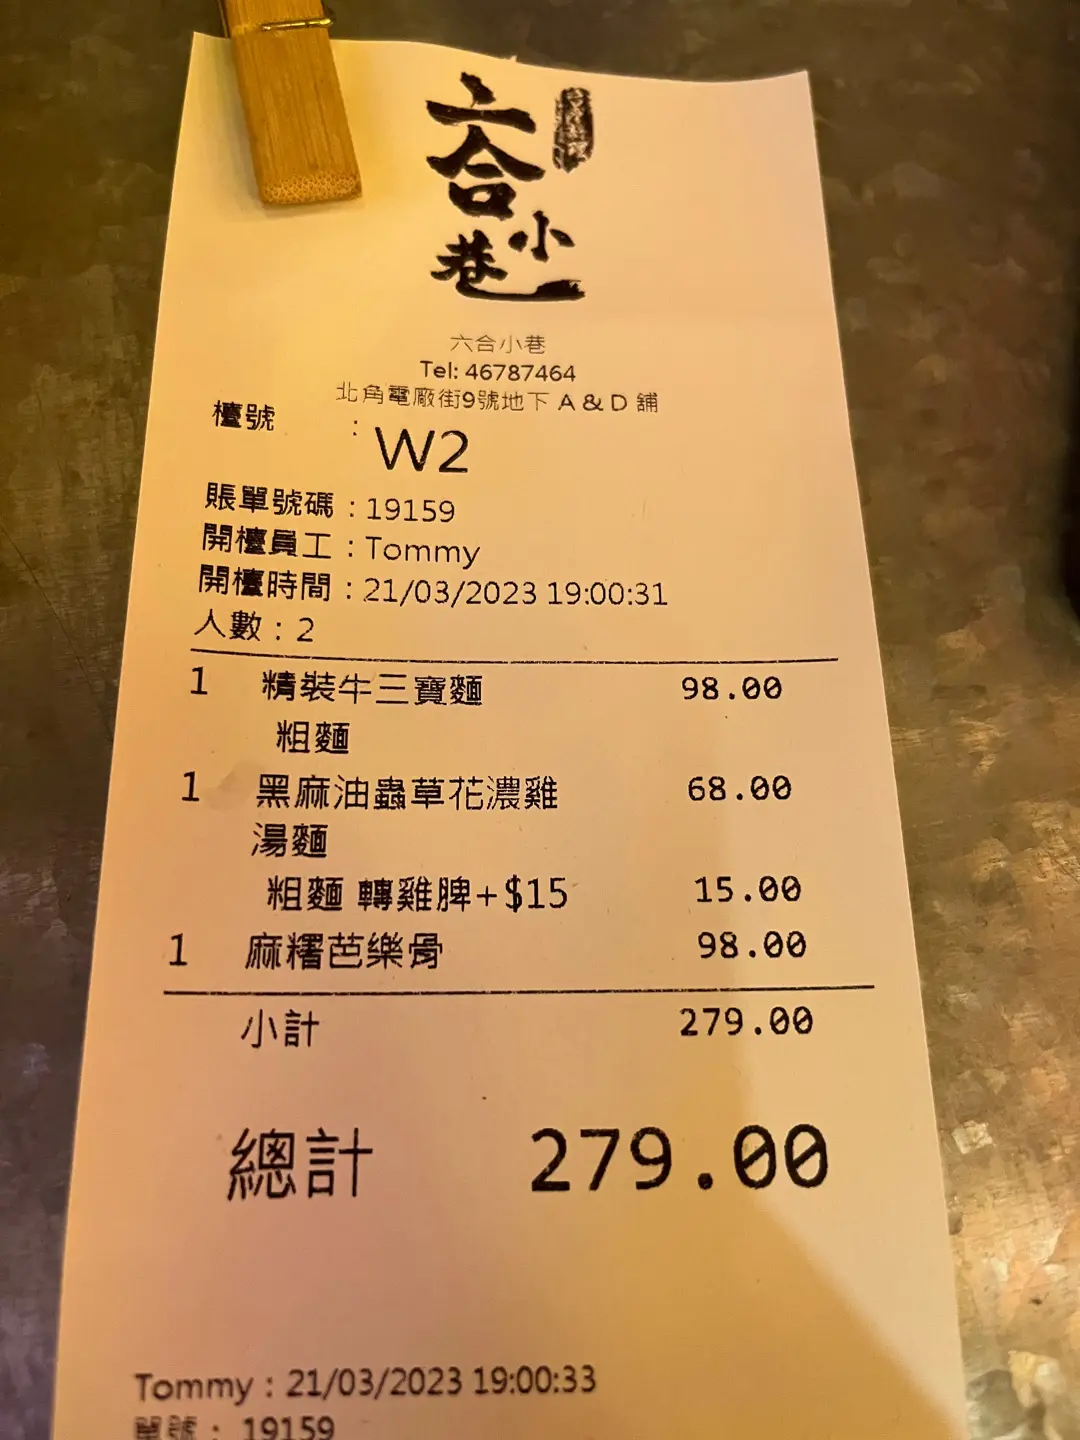 六合
小巷
六合小巷
Tel: 46787464
北角電廠街9號地下 A & D 舖
檯號 : W2
賬單號碼 : 19159
開檯員工 : Tommy
開檯時間 : 21/03/2023 19:00:31
人數 : 2
1 精裝牛三寶麵 98.00
粗麵
1 黑麻油蟲草花濃雞 68.00
湯麵
粗麵 轉雞脾+$15 15.00
1 麻糬芭樂骨 98.00
小計 279.00
總計 279.00
Tommy : 21/03/2023 19:00:33
單號 : 19159